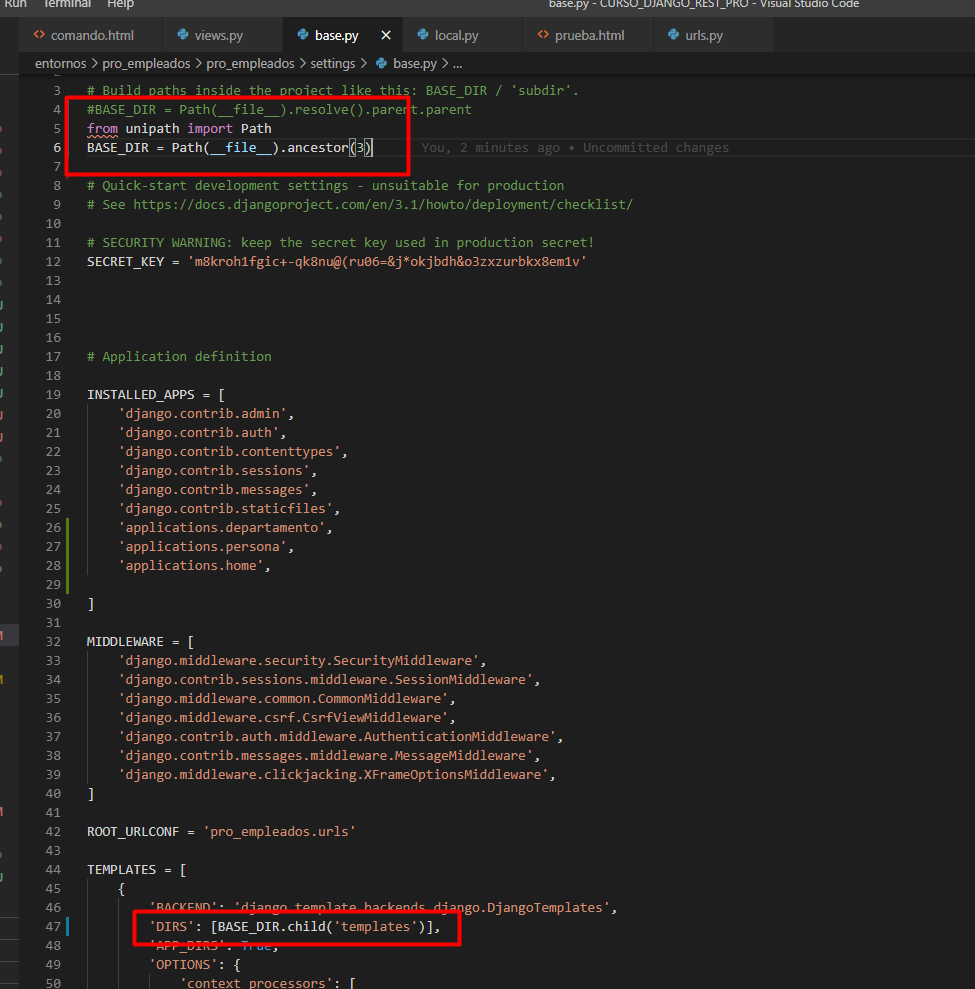 Run Terminal Help base.py - CURSO_DJANGO_REST_PRO - Visual Studio Code
comando.html views.py base.py local.py prueba.html urls.py
entornos > pro_empleados > pro_empleados > settings > base.py > ...
2
3 # Build paths inside the project like this: BASE_DIR / 'subdir'.
4 #BASE_DIR = Path(__file__).resolve().parent.parent
5 from unipath import Path
6 BASE_DIR = Path(__file__).ancestor(3) You, 2 minutes ago • Uncommitted changes
7
8 # Quick-start development settings - unsuitable for production
9 # See https://docs.djangoproject.com/en/3.1/howto/deployment/checklist/
10
11 # SECURITY WARNING: keep the secret key used in production secret!
12 SECRET_KEY = 'm8kroh1fgic+-qk8nu@(ru06=&j*okjbdh&o3zxzurbkx8em1v'
13
14
15
16
17 # Application definition
18
19 INSTALLED_APPS = [
20 'django.contrib.admin',
21 'django.contrib.auth',
22 'django.contrib.contenttypes',
23 'django.contrib.sessions',
24 'django.contrib.messages',
25 'django.contrib.staticfiles',
26 'applications.departamento',
27 'applications.persona',
28 'applications.home',
29
30 ]
31
32 MIDDLEWARE = [
33 'django.middleware.security.SecurityMiddleware',
34 'django.contrib.sessions.middleware.SessionMiddleware',
35 'django.middleware.common.CommonMiddleware',
36 'django.middleware.csrf.CsrfViewMiddleware',
37 'django.contrib.auth.middleware.AuthenticationMiddleware',
38 'django.contrib.messages.middleware.MessageMiddleware',
39 'django.middleware.clickjacking.XFrameOptionsMiddleware',
40 ]
41
42 ROOT_URLCONF = 'pro_empleados.urls'
43
44 TEMPLATES = [
45 {
46 'BACKEND': 'django.template.backends.django.DjangoTemplates',
47 'DIRS': [BASE_DIR.child('templates')],
48 'APP_DIRS': True,
49 'OPTIONS': {
50 'context_processors': [